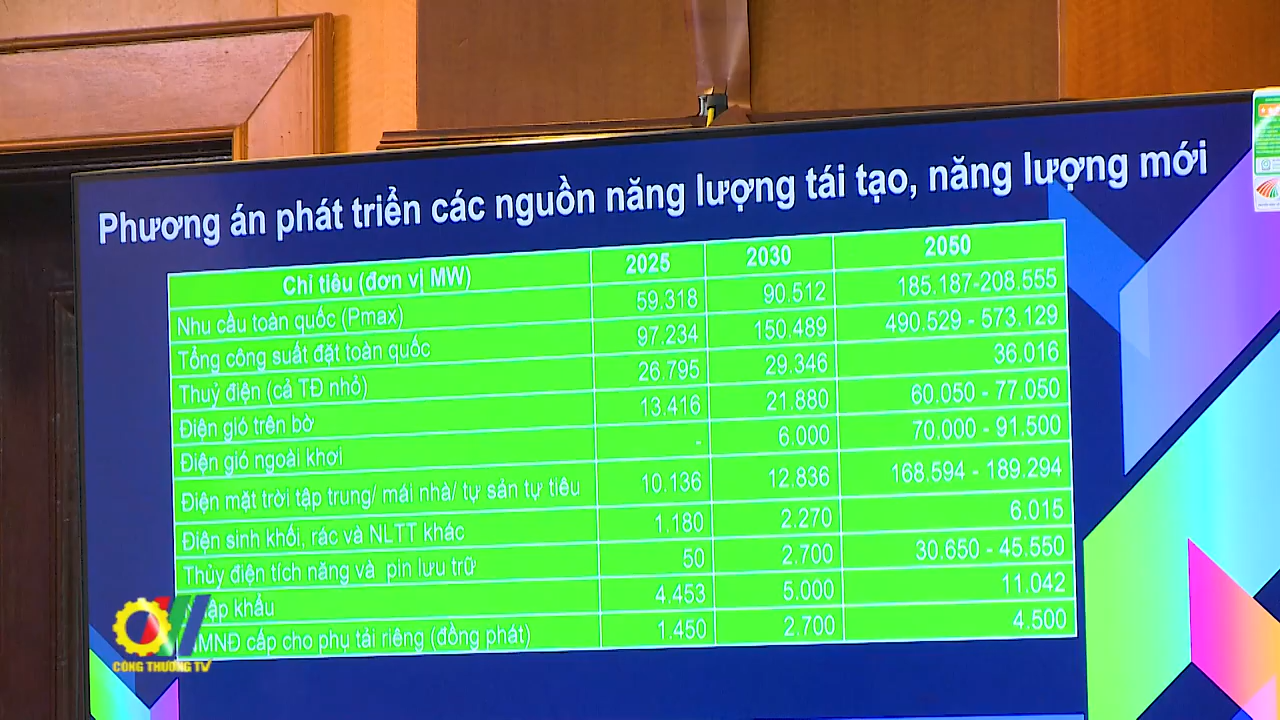 Phương án phát triển các nguồn năng lượng tái tạo, năng lượng mới
Chỉ tiêu (đơn vị MW) 2025 2030 2050
Nhu cầu toàn quốc (Pmax) 59.318 90.512 185.187-208.555
Tổng công suất đặt toàn quốc 97.234 150.489 490.529 - 573.129
Thuỷ điện (cả TĐ nhỏ) 26.795 29.346 36.016
Điện gió trên bờ 13.416 21.880 60.050 - 77.050
Điện gió ngoài khơi - 6.000 70.000 - 91.500
Điện mặt trời tập trung/ mái nhà/ tự sản tự tiêu 10.136 12.836 168.594 - 189.294
Điện sinh khối, rác và NLTT khác 1.180 2.270 6.015
Thủy điện tích năng và pin lưu trữ 50 2.700 30.650 - 45.550
Nhập khẩu 4.453 5.000 11.042
NMNĐ cấp cho phụ tải riêng (đồng phát) 1.450 2.700 4.500
CÔNG THƯƠNG TV